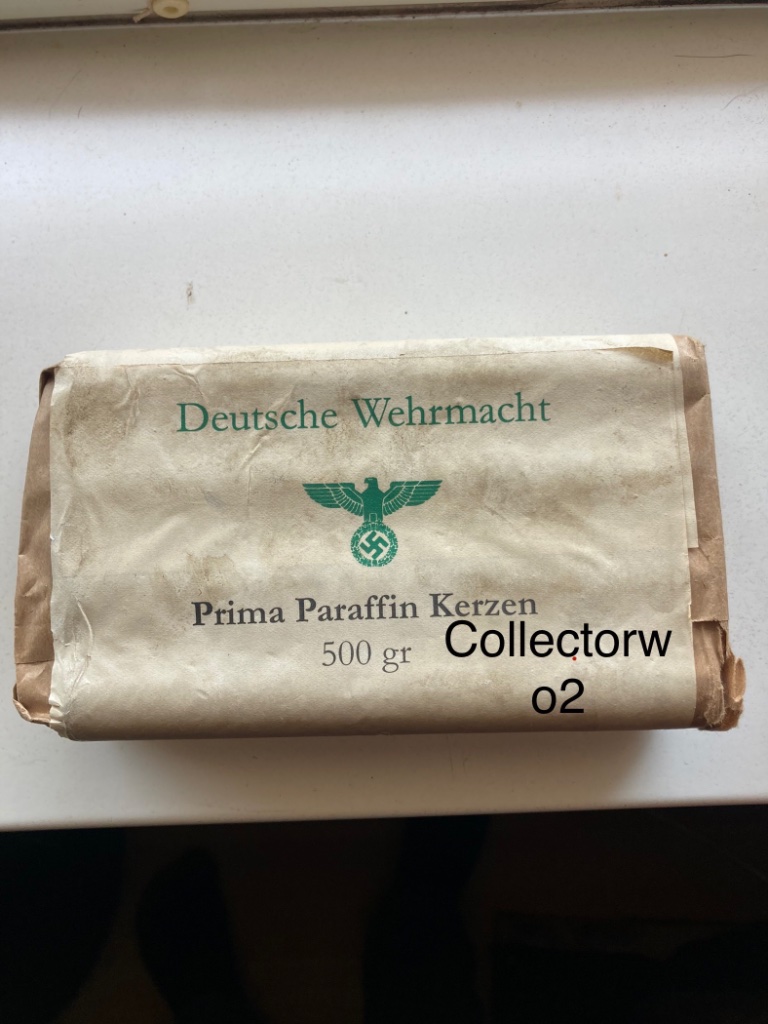 Deutsche Wehrmacht
Prima Paraffin Kerzen
500 gr
Collectorw
o2